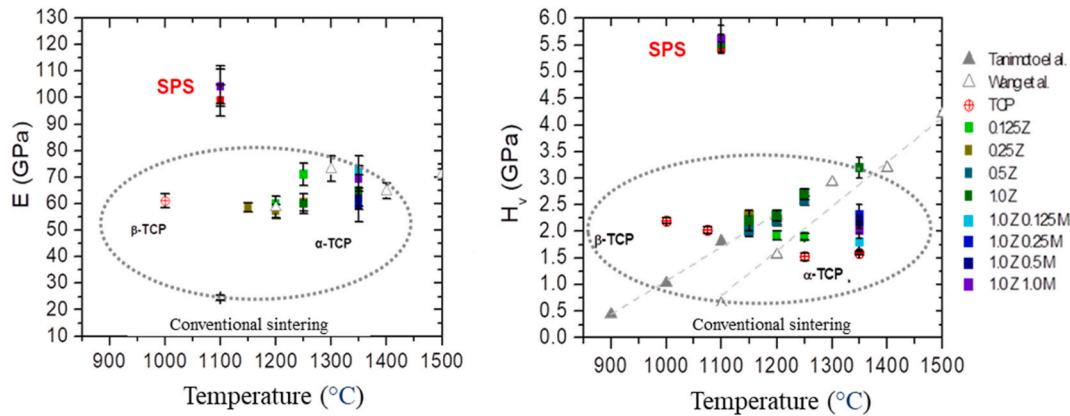 130
120
110
100
90
80
70
60
50
40
30
20
10
E (GPa)
SPS
β-TCP
α-TCP
Conventional sintering
900 1000 1100 1200 1300 1400 1500
Temperature (°C)
6.0
5.5
5.0
4.5
4.0
3.5
3.0
2.5
2.0
1.5
1.0
0.5
0.0
Hv (GPa)
SPS
β-TCP
α-TCP
Conventional sintering
900 1000 1100 1200 1300 1400 1500
Temperature (°C)
Tanimoto el al.
Wang et al.
TCP
0.125Z
0.25Z
0.5Z
1.0Z
1.0Z 0.125M
1.0Z 0.25M
1.0Z 0.5M
1.0Z 1.0M